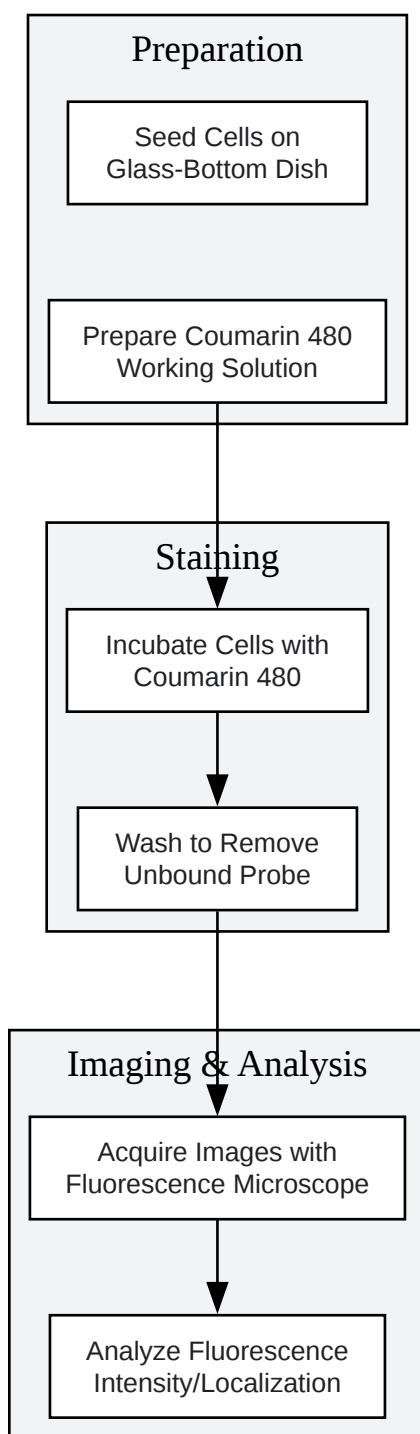 Preparation
Seed Cells on
Glass-Bottom Dish
Prepare Coumarin 480
Working Solution
Staining
Incubate Cells with
Coumarin 480
Wash to Remove
Unbound Probe
Imaging & Analysis
Acquire Images with
Fluorescence Microscope
Analyze Fluorescence
Intensity/Localization